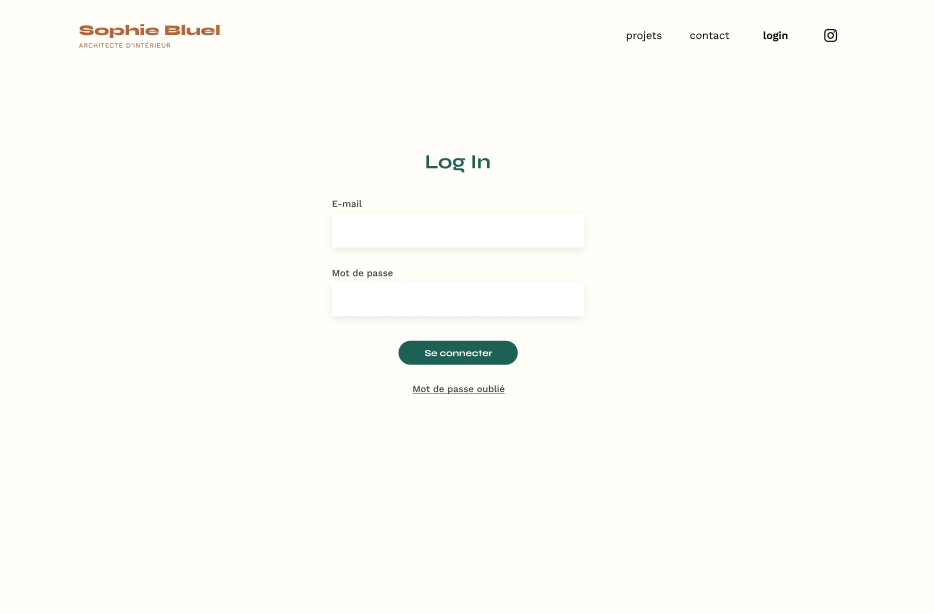 Sophie Bluel
ARCHITECTE D'INTÉRIEUR
projets
contact
login
Log In
E-mail
Mot de passe
Se connecter
Mot de passe oublié